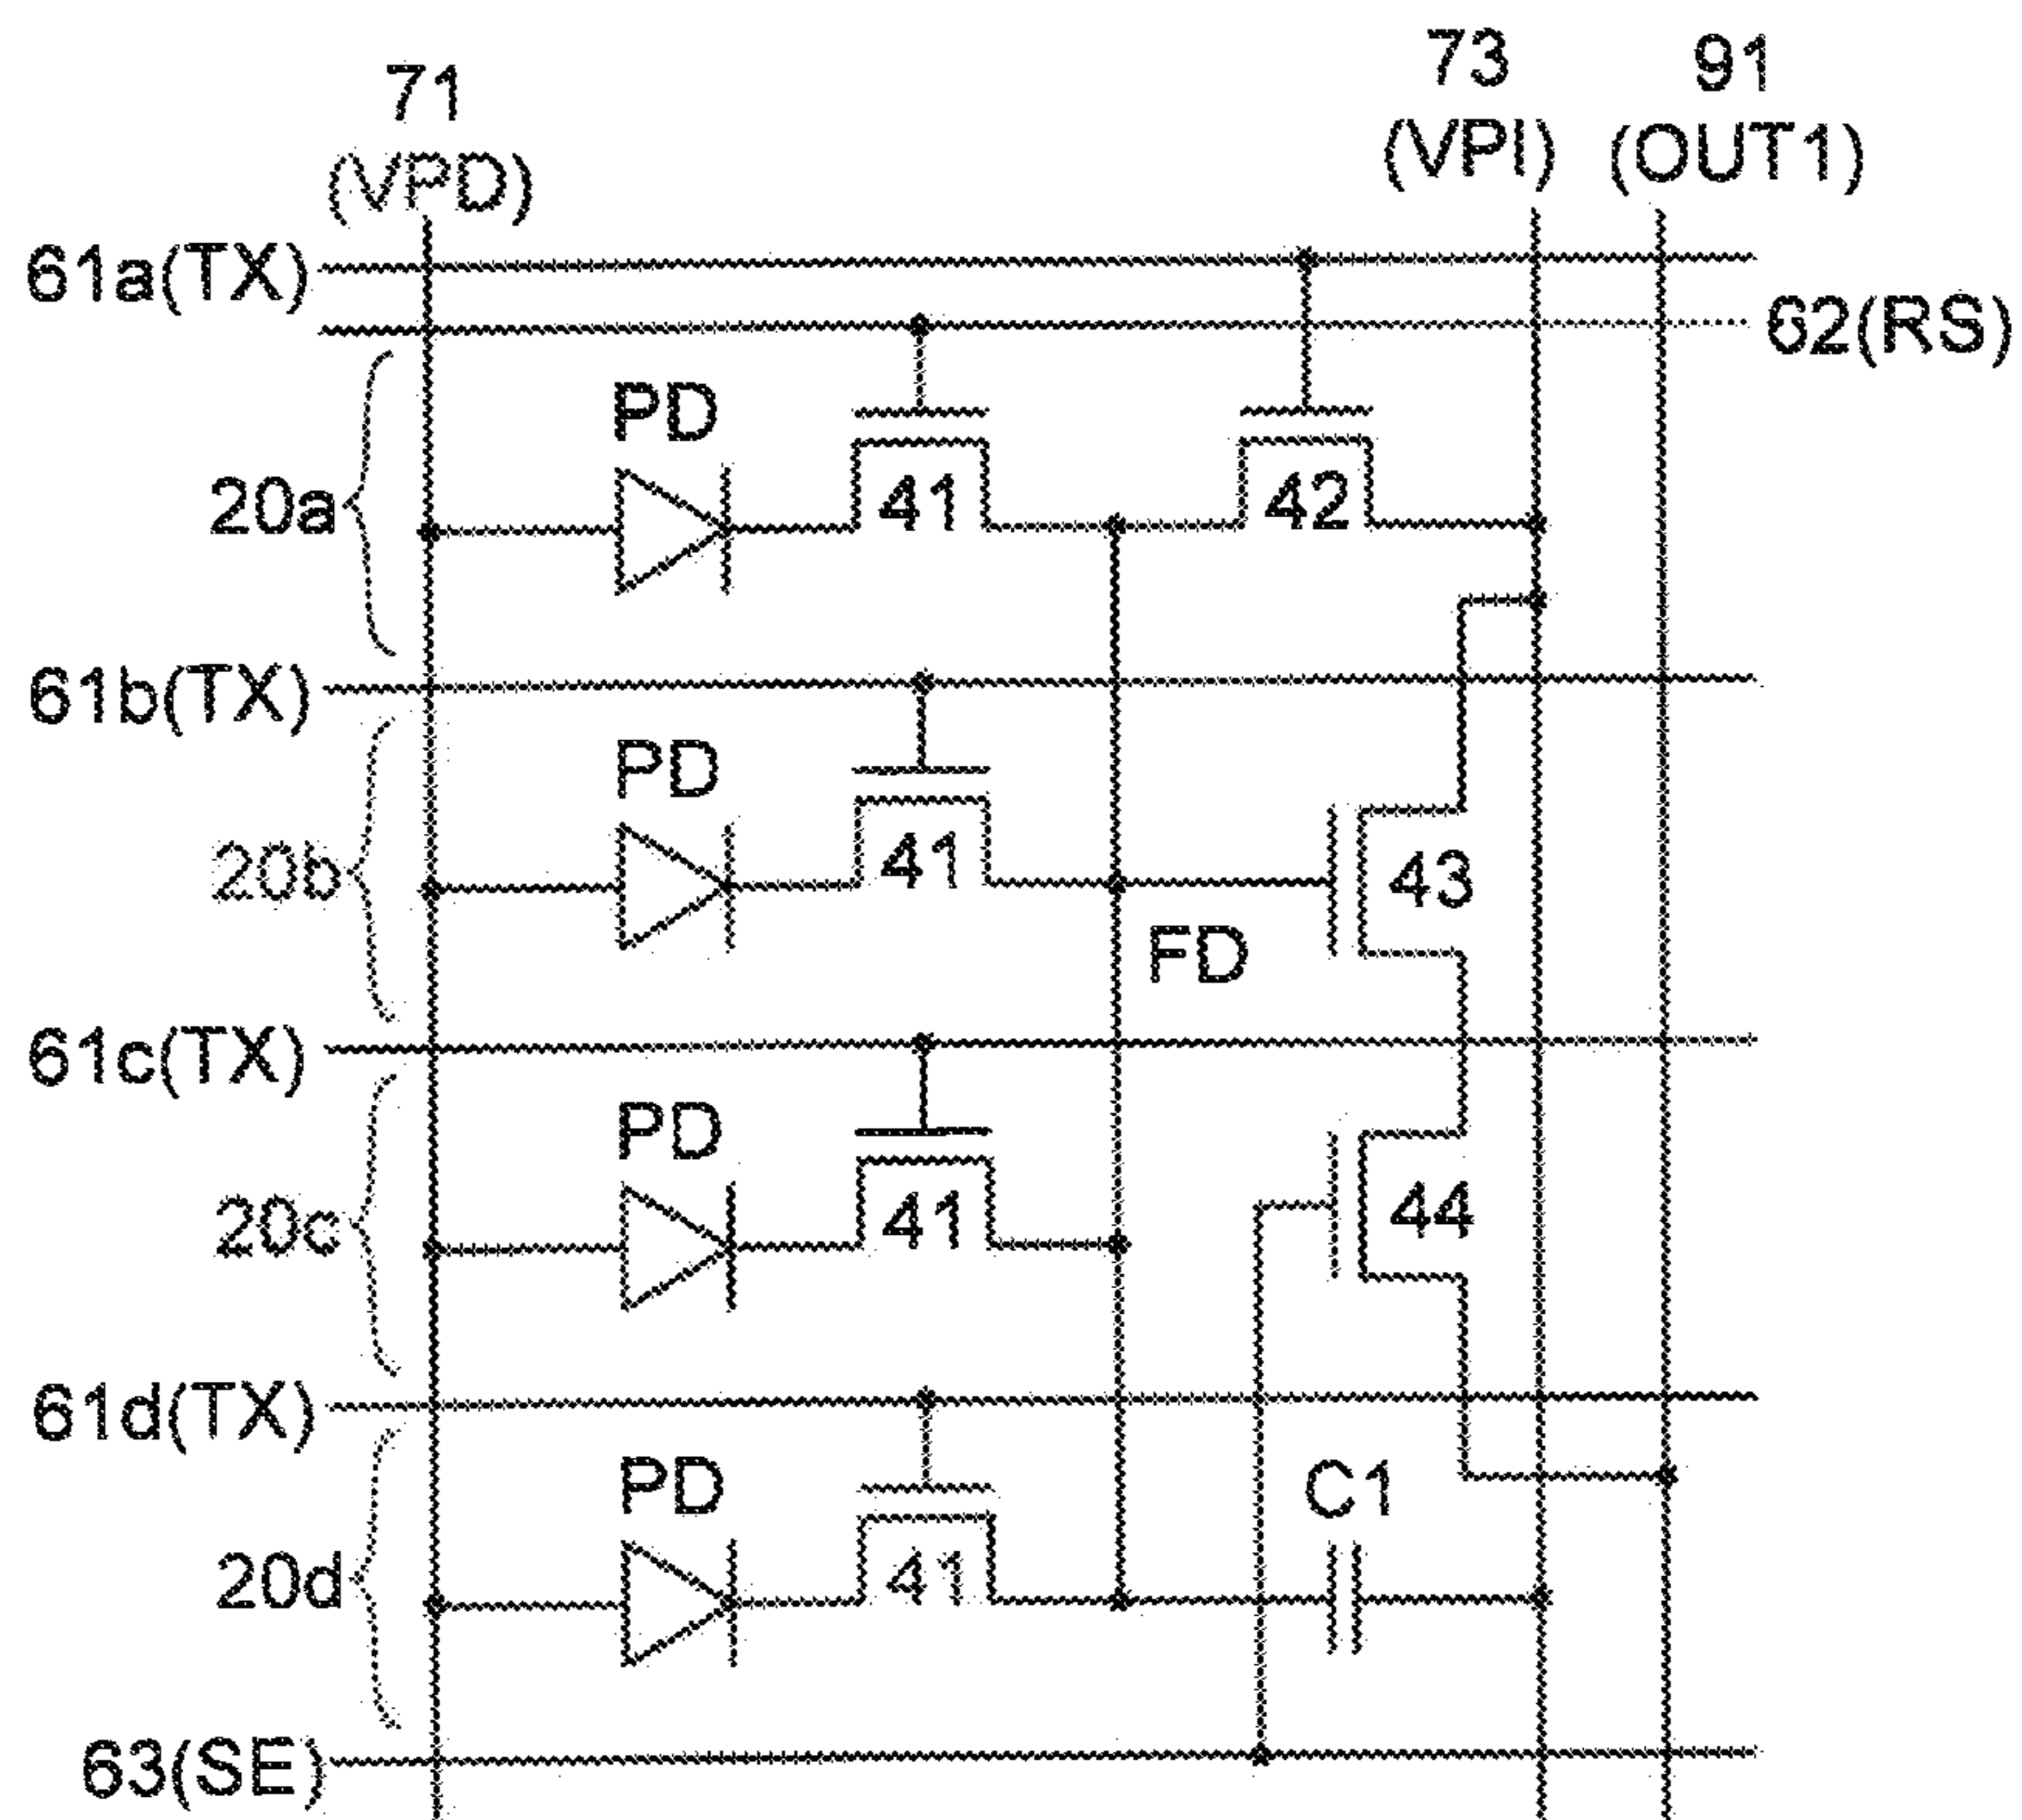 71
(VPD)
73
(VPI)
91
(OUT1)
61a(TX)
62(RS)
20a
PD
41
42
61b(TX)
20b
PD
41
43
FD
61c(TX)
20c
PD
41
44
61d(TX)
20d
PD
41
C1
63(SE)